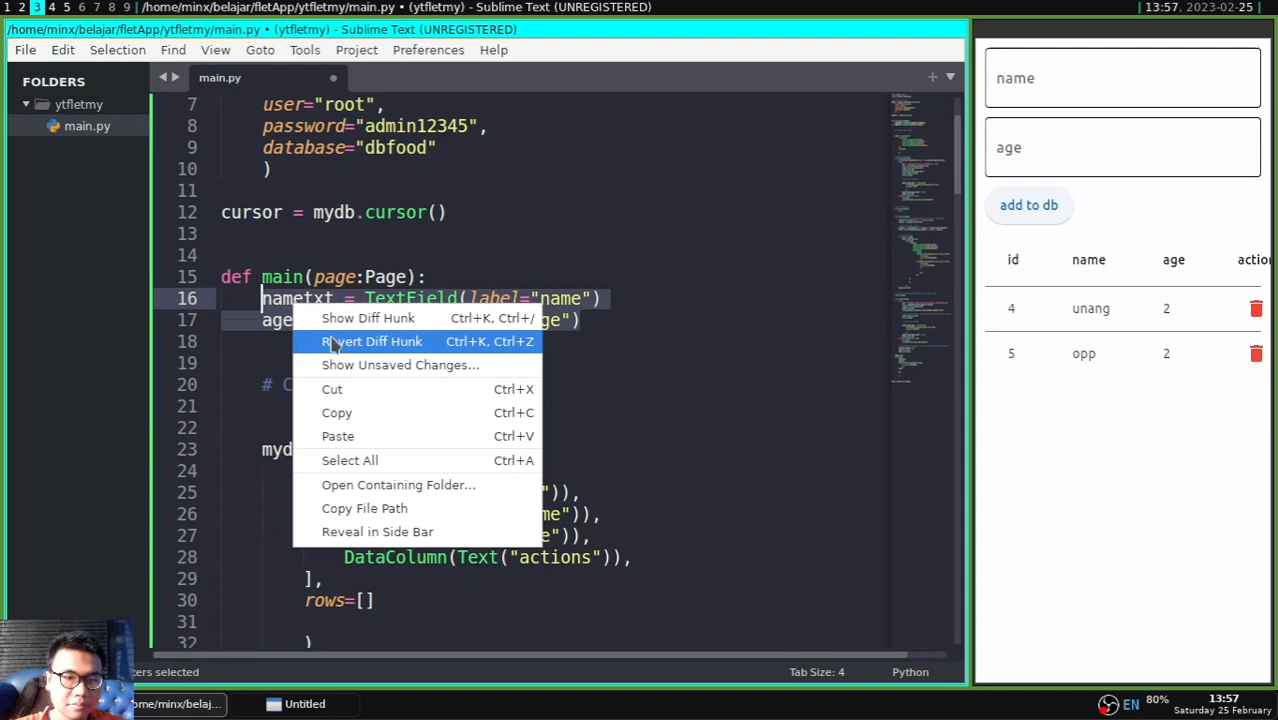 1 2 3 4 5 6 7 8 9 /home/minx/belajar/fletApp/ytfletmy/main.py • (ytfletmy) - Sublime Text (UNREGISTERED)
13:57, 2023-02-25
/home/minx/belajar/fletApp/ytfletmy/main.py • (ytfletmy) - Sublime Text (UNREGISTERED)
File Edit Selection Find View Goto Tools Project Preferences Help
FOLDERS
ytfletmy
main.py
main.py
7 user="root",
8 password="admin12345",
9 database="dbfood"
10 )
11
12 cursor = mydb.cursor()
13
14
15 def main(page:Page):
16 nametxt = TextField(label="name")
17 age ge")
18
19
20 # C
21
22
23 myd
24
25 ")),
26 me")),
27 e")),
28 DataColumn(Text("actions")),
29 ],
30 rows=[]
31
32 )
Show Diff Hunk Ctrl+K, Ctrl+/
Revert Diff Hunk Ctrl+K, Ctrl+Z
Show Unsaved Changes...
Cut Ctrl+X
Copy Ctrl+C
Paste Ctrl+V
Select All Ctrl+A
Open Containing Folder...
Copy File Path
Reveal in Side Bar
ters selected
Tab Size: 4
Python
name
age
add to db
id name age action
4 unang 2
5 opp 2
ome/minx/belaj...
Untitled
EN 80%
13:57
Saturday 25 February